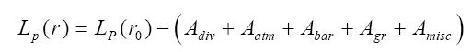 L_p(r) = L_P(r_0) − (A_div + A_atm + A_bar + A_gr + A_misc)